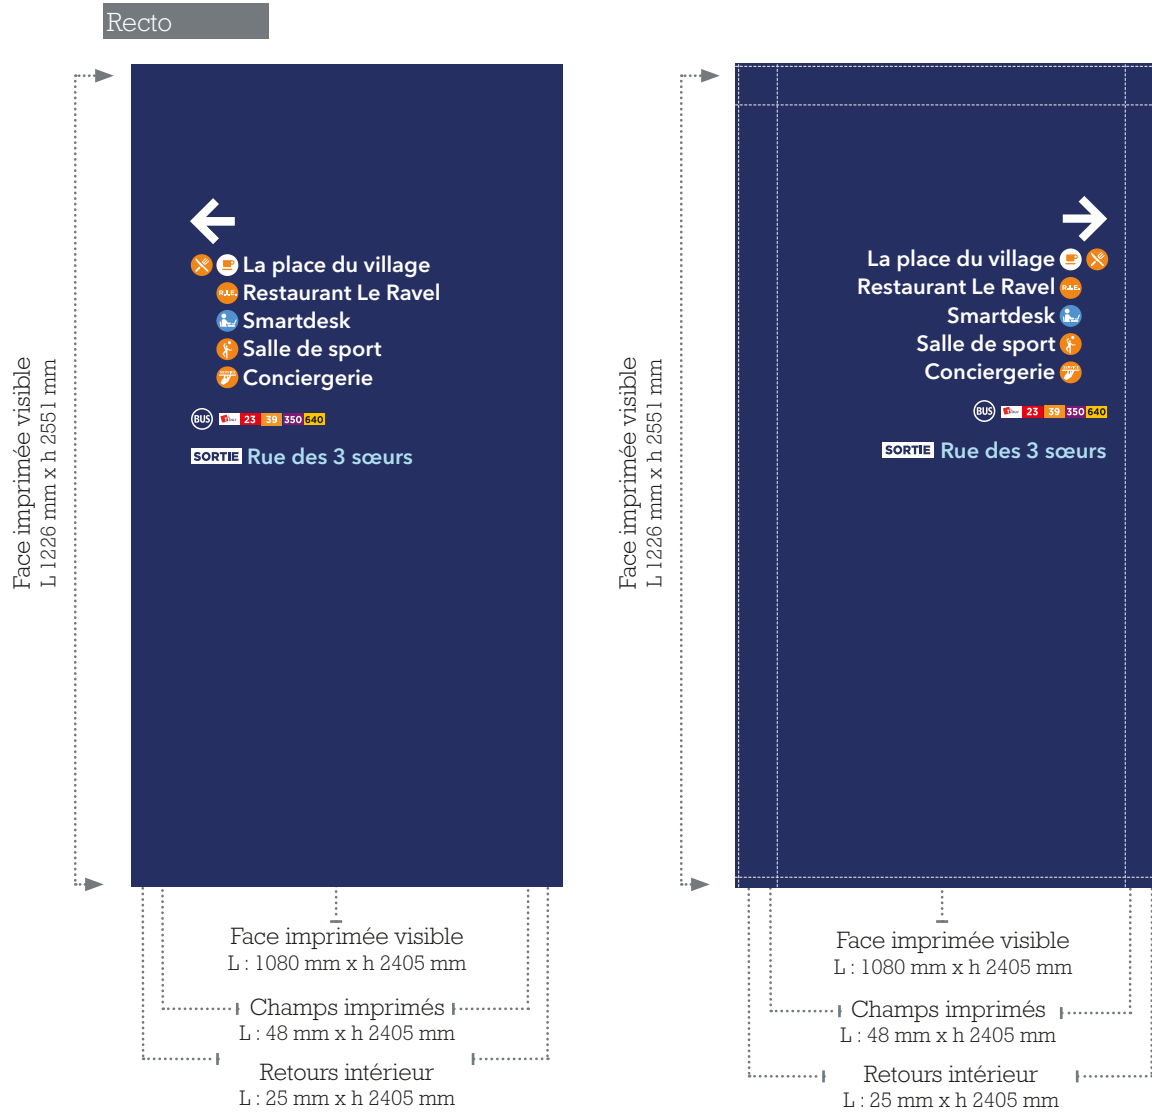 Recto
Face imprimée visible
L 1226 mm x h 2551 mm
La place du village
R.I.E. Restaurant Le Ravel
Smartdesk
Salle de sport
Conciergerie
BUS 23 39 350 640
SORTIE Rue des 3 sœurs
Face imprimée visible
L : 1080 mm x h 2405 mm
Champs imprimés
L : 48 mm x h 2405 mm
Retours intérieur
L : 25 mm x h 2405 mm
Face imprimée visible
L 1226 mm x h 2551 mm
La place du village
Restaurant Le Ravel R.I.E.
Smartdesk
Salle de sport
Conciergerie
BUS 23 39 350 640
SORTIE Rue des 3 sœurs
Face imprimée visible
L : 1080 mm x h 2405 mm
Champs imprimés
L : 48 mm x h 2405 mm
Retours intérieur
L : 25 mm x h 2405 mm